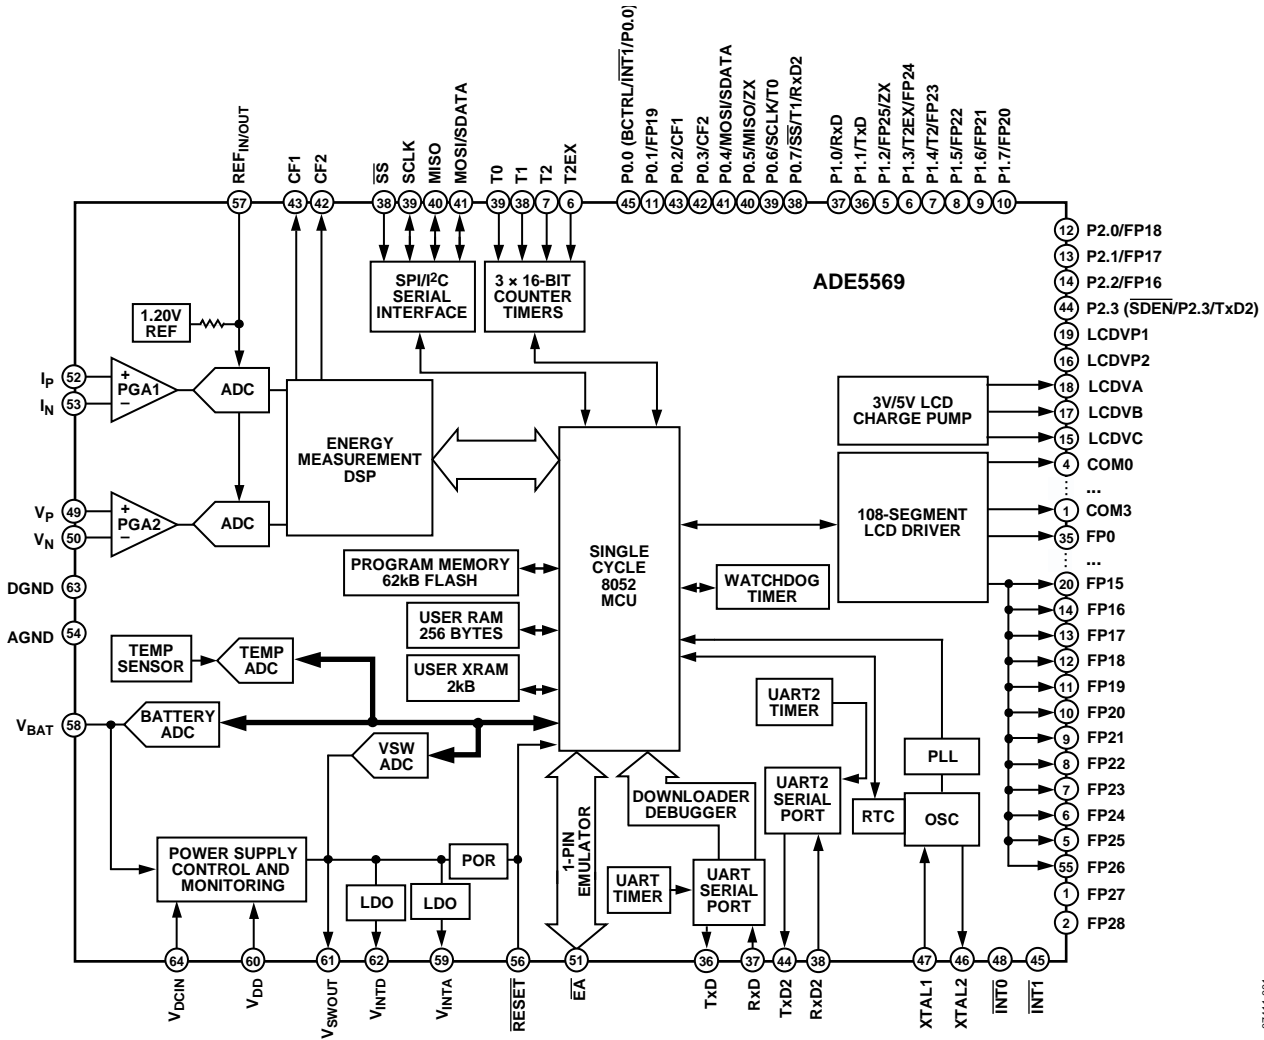 REFIN/OUT
CF1
CF2
SS
SCLK
MISO
MOSI/SDATA
T0
T1
T2
T2EX
P0.0 (BCTRL/INT1/P0.0)
P0.1/FP19
P0.2/CF1
P0.3/CF2
P0.4/MOSI/SDATA
P0.5/MISO/ZX
P0.6/SCLK/T0
P0.7/SS/T1/RxD2
P1.0/RxD
P1.1/TxD
P1.2/FP25/ZX
P1.3/T2EX/FP24
P1.4/T2/FP23
P1.5/FP22
P1.6/FP21
P1.7/FP20
57
43
42
38
39
40
41
39
38
7
6
45
11
43
42
41
40
39
38
37
36
5
6
7
8
9
10
12 P2.0/FP18
13 P2.1/FP17
14 P2.2/FP16
44 P2.3 (SDEN/P2.3/TxD2)
19 LCDVP1
16 LCDVP2
18 LCDVA
17 LCDVB
15 LCDVC
4 COM0
...
1 COM3
35 FP0
...
20 FP15
14 FP16
13 FP17
12 FP18
11 FP19
10 FP20
9 FP21
8 FP22
7 FP23
6 FP24
5 FP25
55 FP26
1 FP27
2 FP28
ADE5569
1.20V
REF
SPI/I2C
SERIAL
INTERFACE
3 × 16-BIT
COUNTER
TIMERS
IP 52
IN 53
+
PGA1
–
ADC
VP 49
VN 50
+
PGA2
–
ADC
ENERGY
MEASUREMENT
DSP
3V/5V LCD
CHARGE PUMP
108-SEGMENT
LCD DRIVER
SINGLE
CYCLE
8052
MCU
PROGRAM MEMORY
62kB FLASH
USER RAM
256 BYTES
USER XRAM
2kB
WATCHDOG
TIMER
DGND 63
AGND 54
TEMP
SENSOR
TEMP
ADC
VBAT 58
BATTERY
ADC
VSW
ADC
UART2
TIMER
UART2
SERIAL
PORT
PLL
RTC
OSC
DOWNLOADER
DEBUGGER
1-PIN
EMULATOR
POWER SUPPLY
CONTROL AND
MONITORING
POR
LDO
LDO
UART
TIMER
UART
SERIAL
PORT
64
60
61
62
59
56
51
36
37
44
38
47
46
48
45
VDCIN
VDD
VSWOUT
VINTD
VINTA
RESET
EA
TxD
RxD
TxD2
RxD2
XTAL1
XTAL2
INT0
INT1